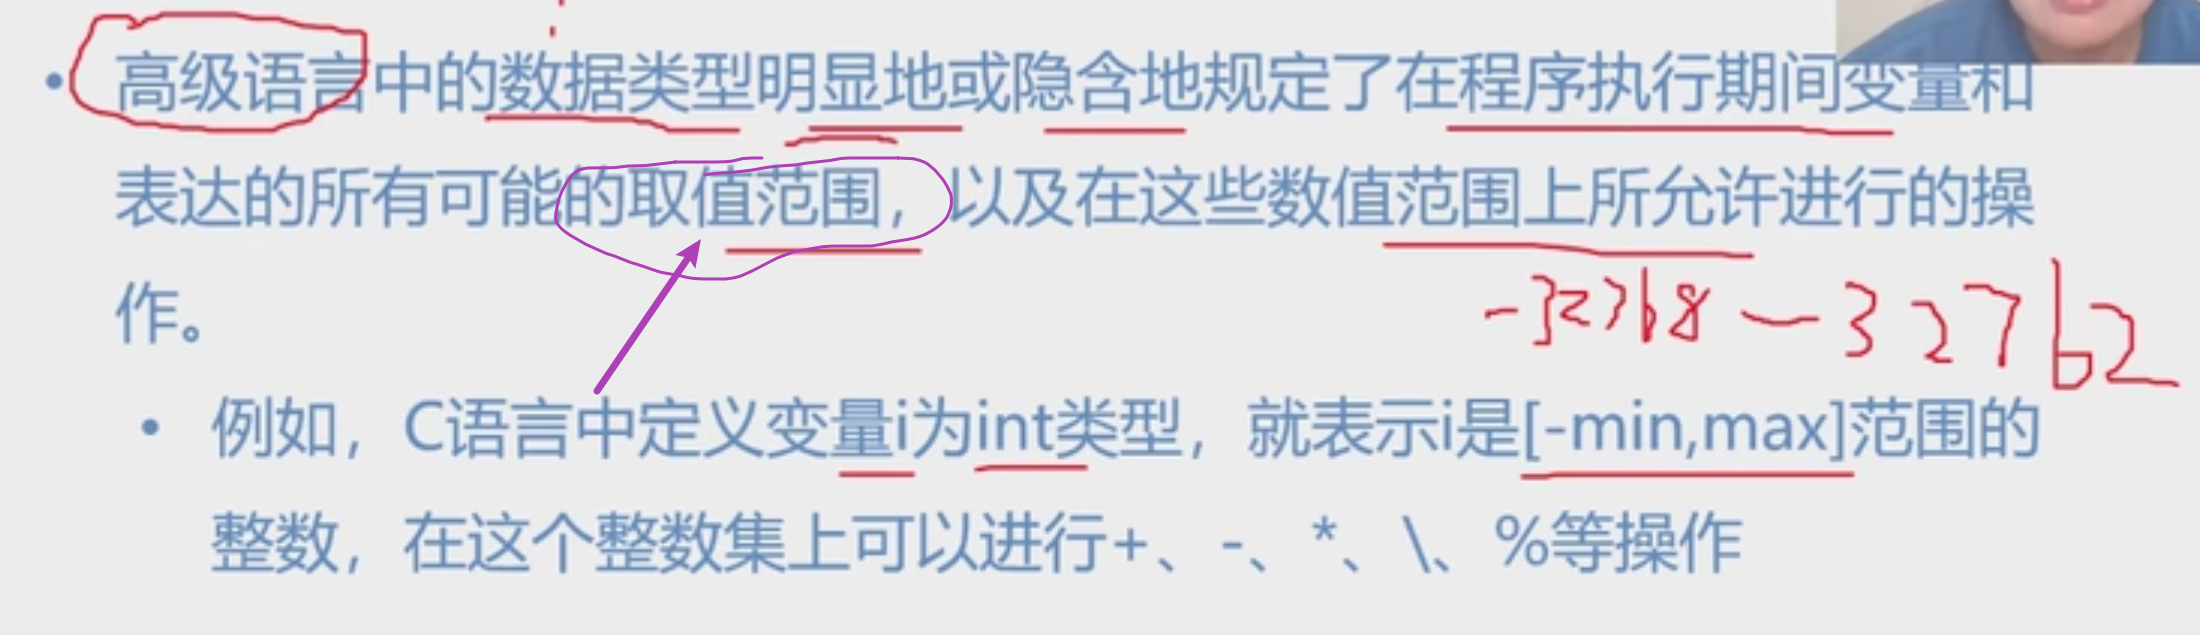 • 高级语言中的数据类型明显地或隐含地规定了在程序执行期间变量和
表达的所有可能的取值范围，以及在这些数值范围上所允许进行的操
作。
-32768—32762
• 例如，C语言中定义变量i为int类型，就表示i是[-min,max]范围的
整数，在这个整数集上可以进行+、-、*、\、%等操作